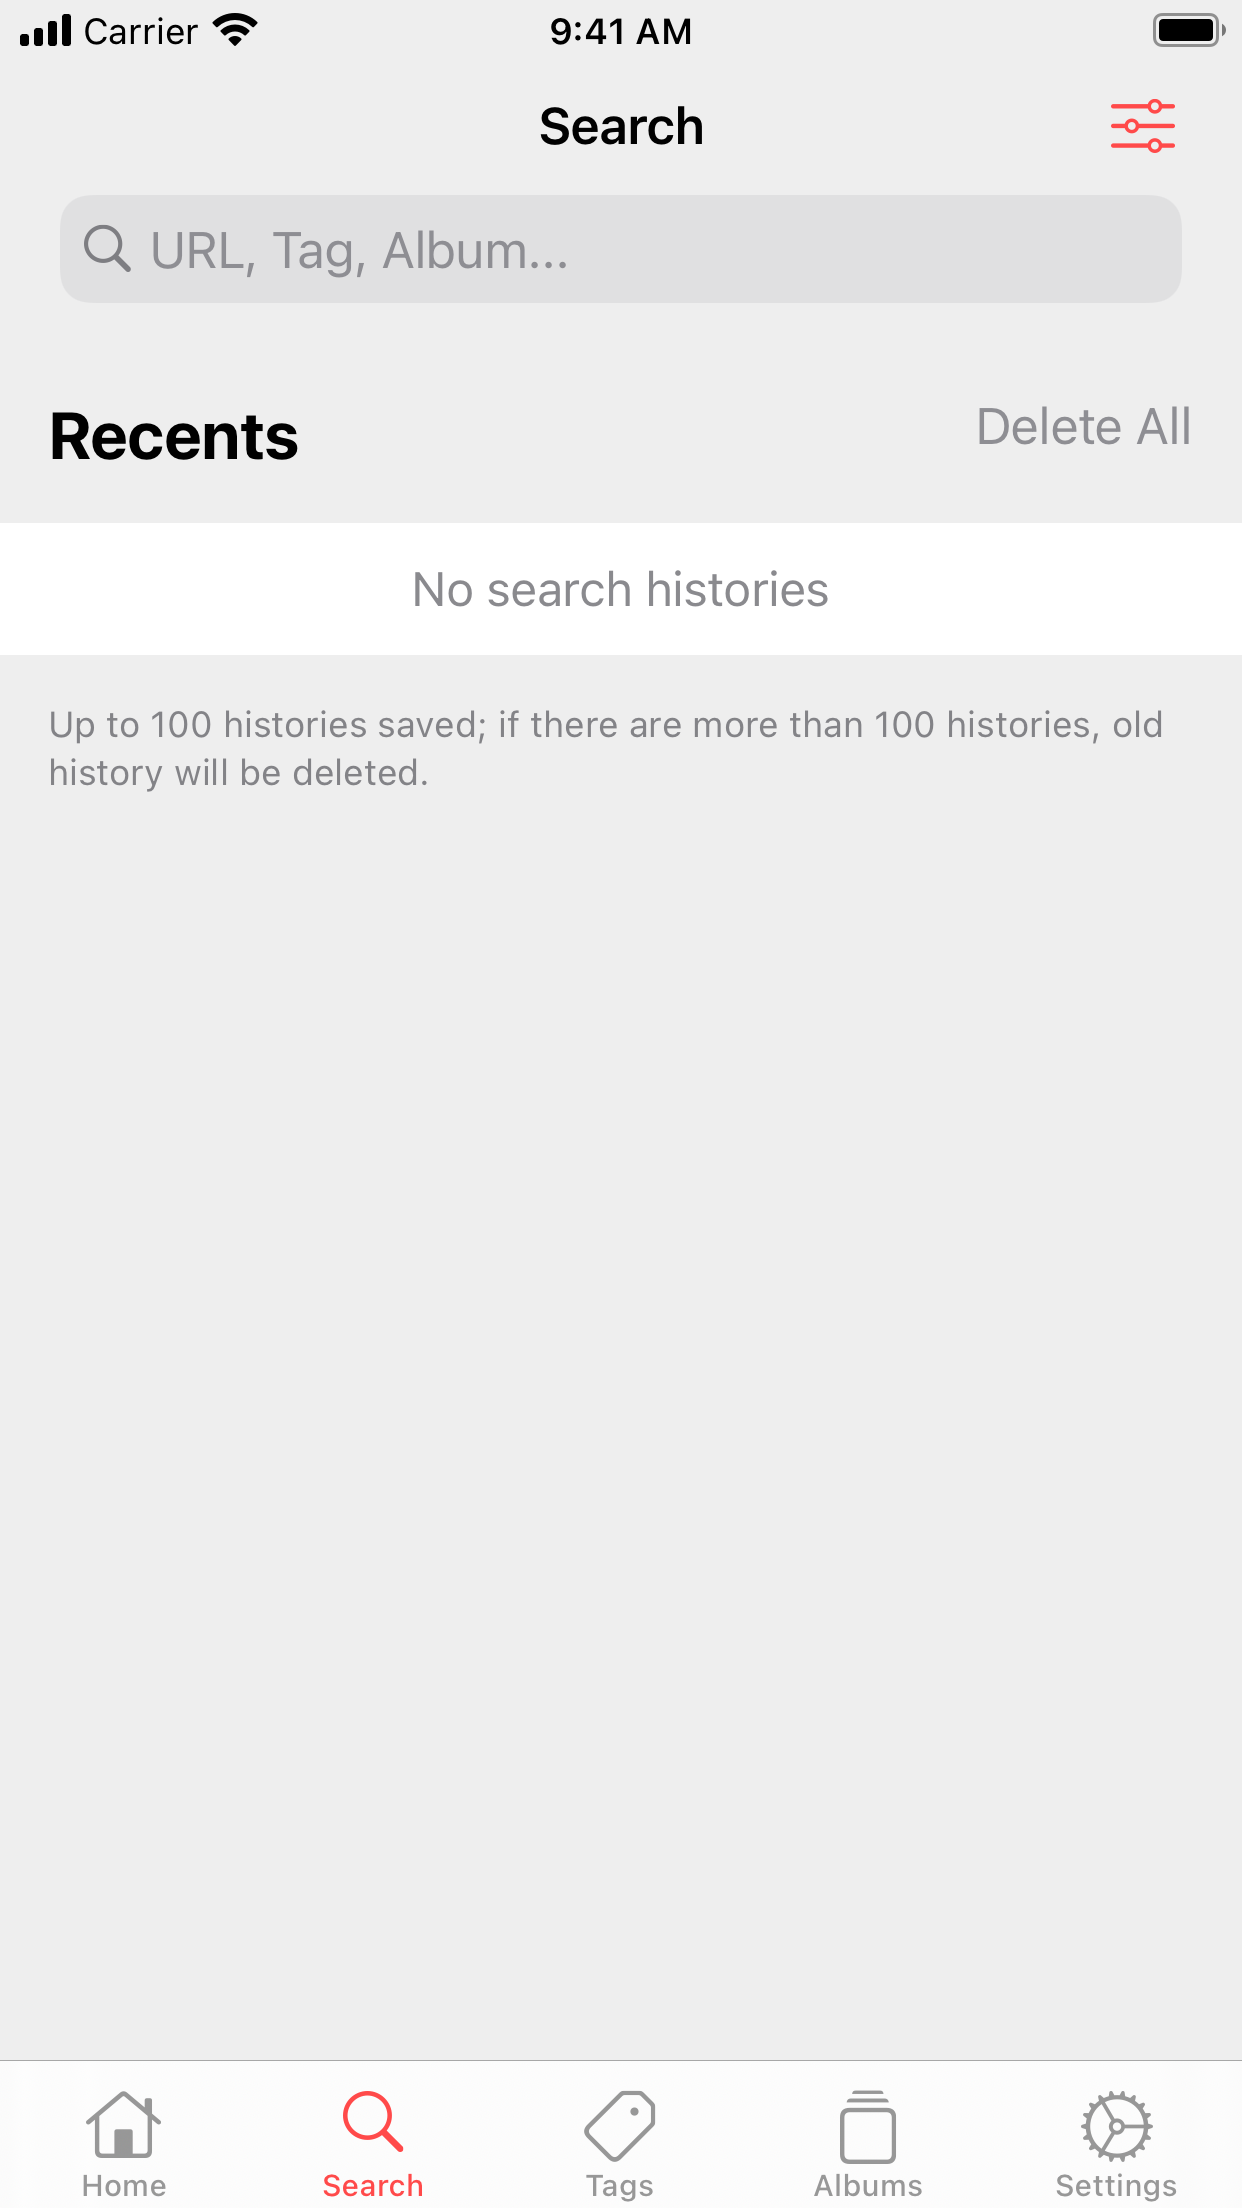 Carrier 9:41 AM
Search
URL, Tag, Album...
Recents Delete All
No search histories
Up to 100 histories saved; if there are more than 100 histories, old
history will be deleted.
Home Search Tags Albums Settings